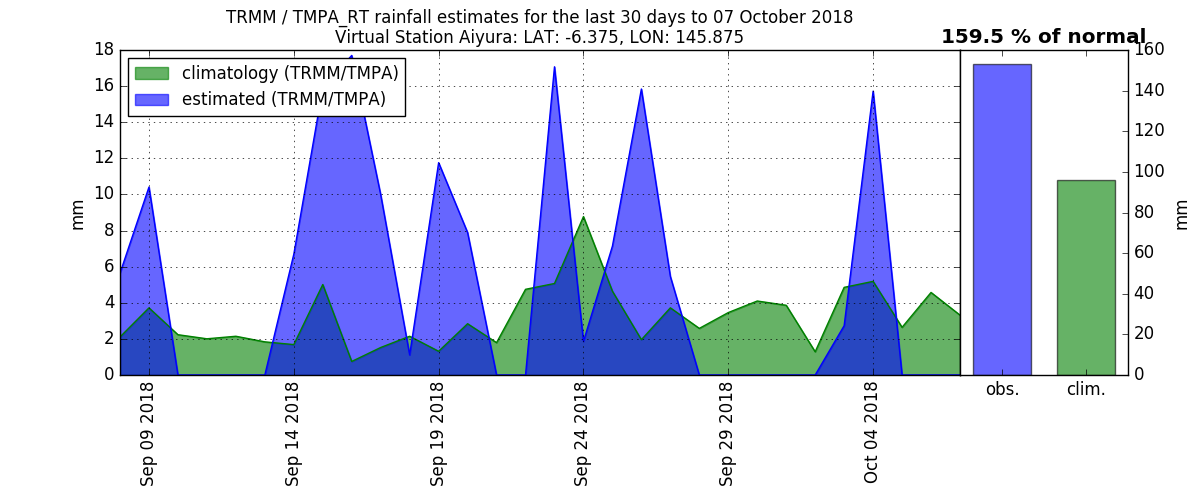 TRMM / TMPA_RT rainfall estimates for the last 30 days to 07 October 2018
Virtual Station Aiyura: LAT: -6.375, LON: 145.875
159.5 % of normal
climatology (TRMM/TMPA)
estimated (TRMM/TMPA)
mm
18
16
14
12
10
8
6
4
2
0
Sep 09 2018
Sep 14 2018
Sep 19 2018
Sep 24 2018
Sep 29 2018
Oct 04 2018
160
140
120
100
80
60
40
20
0
mm
obs.
clim.